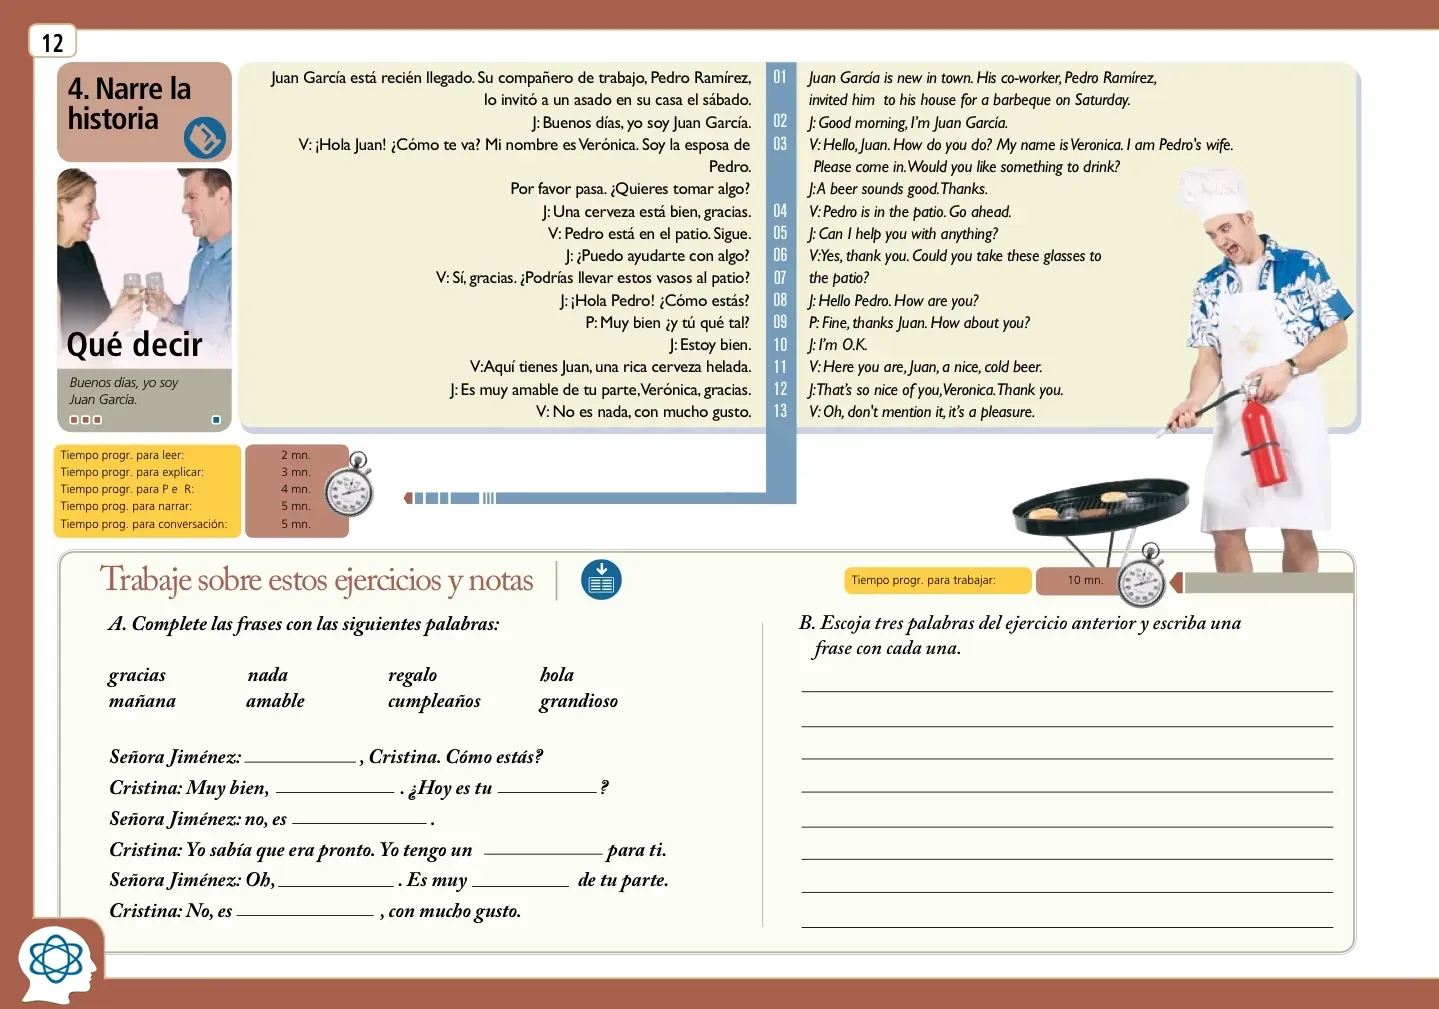 12
4. Narre la
historia
Qué decir
Buenos días, yo soy
Juan García.
Juan García está recién llegado. Su compañero de trabajo, Pedro Ramírez,
lo invitó a un asado en su casa el sábado.
J: Buenos días, yo soy Juan García.
V: ¡Hola Juan! ¿Cómo te va? Mi nombre es Verónica. Soy la esposa de
Pedro.
Por favor pasa. ¿Quieres tomar algo?
J: Una cerveza está bien, gracias.
V: Pedro está en el patio. Sigue.
J: ¿Puedo ayudarte con algo?
V: Sí, gracias. ¿Podrías llevar estos vasos al patio?
J: ¡Hola Pedro! ¿Cómo estás?
P: Muy bien ¿y tú qué tal?
J: Estoy bien.
V: Aquí tienes Juan, una rica cerveza helada.
J: Es muy amable de tu parte, Verónica, gracias.
V: No es nada, con mucho gusto.
01
02
03
04
05
06
07
08
09
10
11
12
13
Juan García is new in town. His co-worker, Pedro Ramírez,
invited him to his house for a barbeque on Saturday.
J: Good morning, I'm Juan García.
V: Hello, Juan. How do you do? My name is Veronica. I am Pedro's wife.
Please come in. Would you like something to drink?
J: A beer sounds good. Thanks.
V: Pedro is in the patio. Go ahead.
J: Can I help you with anything?
V: Yes, thank you. Could you take these glasses to
the patio?
J: Hello Pedro. How are you?
P: Fine, thanks Juan. How about you?
J: I'm O.K.
V: Here you are, Juan, a nice, cold beer.
J: That's so nice of you, Veronica. Thank you.
V: Oh, don't mention it, it's a pleasure.
Tiempo progr. para leer: 2 mn.
Tiempo progr. para explicar: 3 mn.
Tiempo progr. para P e R: 4 mn.
Tiempo prog. para narrar: 5 mn.
Tiempo prog. para conversación: 5 mn.
Trabaje sobre estos ejercicios y notas
Tiempo progr. para trabajar: 10 mn.
A. Complete las frases con las siguientes palabras:
gracias nada regalo hola
mañana amable cumpleaños grandioso
Señora Jiménez: ____________ , Cristina. Cómo estás?
Cristina: Muy bien, ____________ . ¿Hoy es tu ___________?
Señora Jiménez: no, es ______________ .
Cristina: Yo sabía que era pronto. Yo tengo un ____________ para ti.
Señora Jiménez: Oh, ____________ . Es muy __________ de tu parte.
Cristina: No, es ______________ , con mucho gusto.
B. Escoja tres palabras del ejercicio anterior y escriba una
frase con cada una.